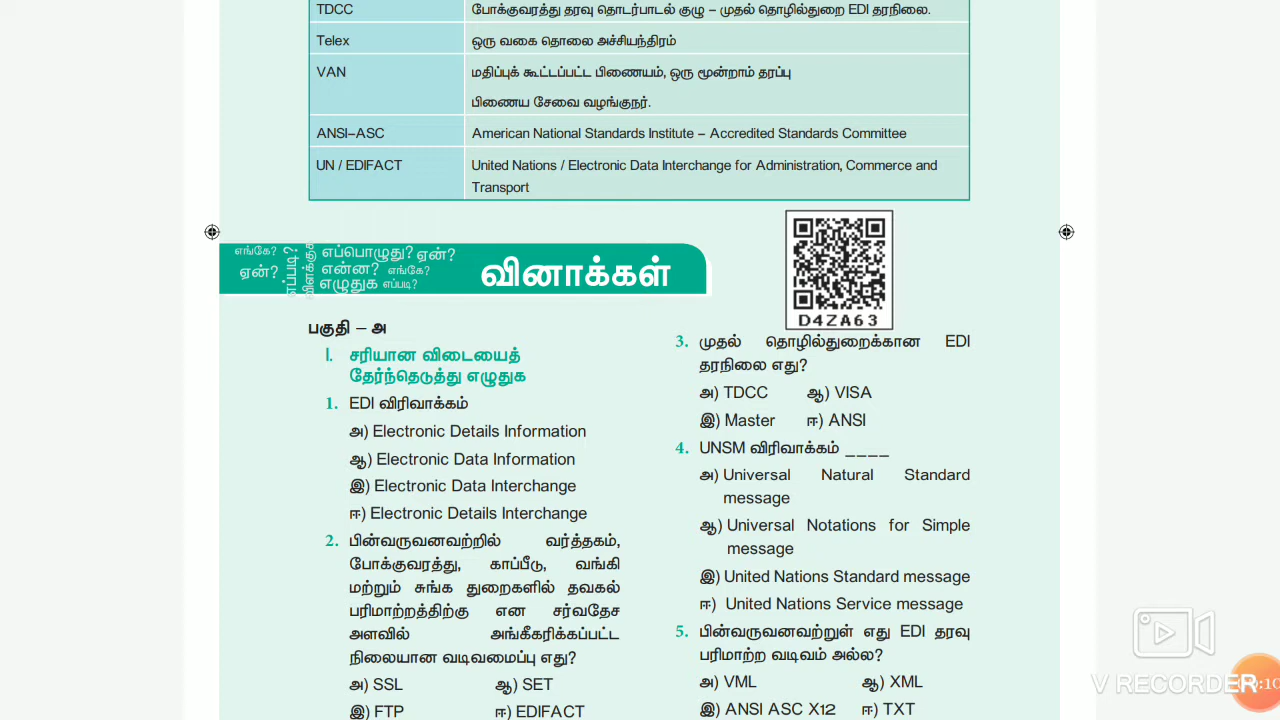 TDCC போக்குவரத்து தரவு தொடர்பாடல் குழு – முதல் தொழில்துறை EDI தரநிலை.
Telex ஒரு வகை தொலை அச்சியந்திரம்
VAN மதிப்புக் கூட்டப்பட்ட பிணையம், ஒரு மூன்றாம் தரப்பு
பிணைய சேவை வழங்குநர்.
ANSI–ASC American National Standards Institute – Accredited Standards Committee
UN / EDIFACT United Nations / Electronic Data Interchange for Administration, Commerce and
Transport
எங்கே? ஏன்? எப்படி? விளக்குக எப்பொழுது? ஏன்?
என்ன? எங்கே?
எழுதுக எப்படி?
வினாக்கள்
D4ZA63
பகுதி – அ
I. சரியான விடையைத்
தேர்ந்தெடுத்து எழுதுக
1. EDI விரிவாக்கம்
அ) Electronic Details Information
ஆ) Electronic Data Information
இ) Electronic Data Interchange
ஈ) Electronic Details Interchange
2. பின்வருவனவற்றில் வர்த்தகம்,
போக்குவரத்து, காப்பீடு, வங்கி
மற்றும் சுங்க துறைகளில் தவகல்
பரிமாற்றத்திற்கு என சர்வதேச
அளவில் அங்கீகரிக்கப்பட்ட
நிலையான வடிவமைப்பு எது?
அ) SSL ஆ) SET
இ) FTP ஈ) EDIFACT
3. முதல் தொழில்துறைக்கான EDI
தரநிலை எது?
அ) TDCC ஆ) VISA
இ) Master ஈ) ANSI
4. UNSM விரிவாக்கம் ____
அ) Universal Natural Standard
message
ஆ) Universal Notations for Simple
message
இ) United Nations Standard message
ஈ) United Nations Service message
5. பின்வருவனவற்றுள் எது EDI தரவு
பரிமாற்ற வடிவம் அல்ல?
அ) VML ஆ) XML
இ) ANSI ASC X12 ஈ) TXT
V RECORDER